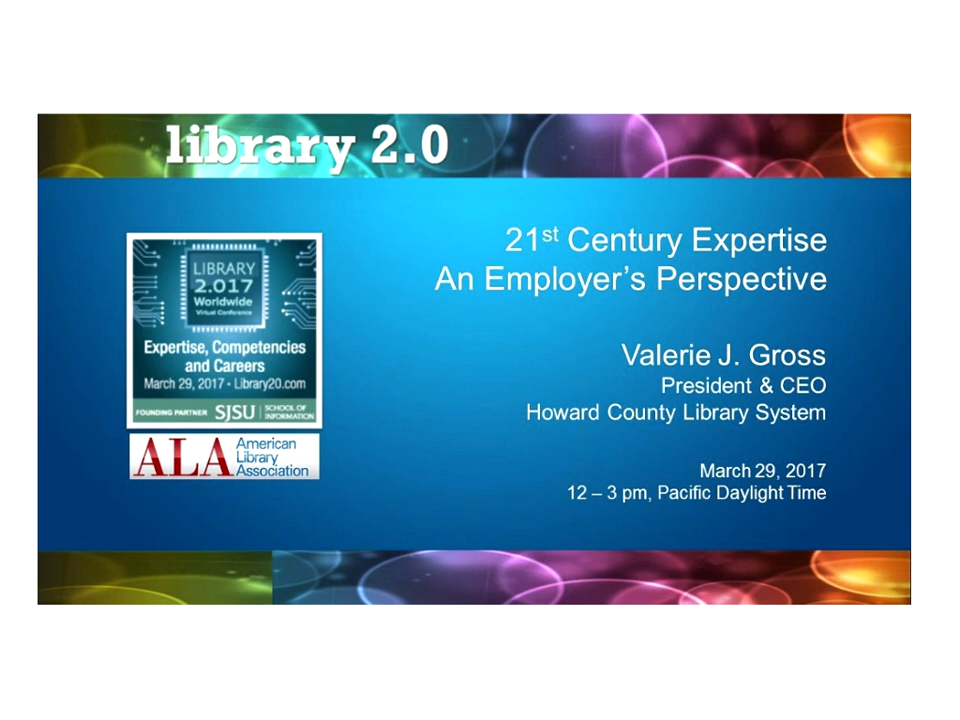 library 2.0
LIBRARY
2.017
Worldwide
Virtual Conference
Expertise, Competencies
and Careers
March 29, 2017 • Library20.com
FOUNDING PARTNER SJSU | SCHOOL OF
INFORMATION
ALA American
Library
Association
21st Century Expertise
An Employer’s Perspective
Valerie J. Gross
President & CEO
Howard County Library System
March 29, 2017
12 – 3 pm, Pacific Daylight Time